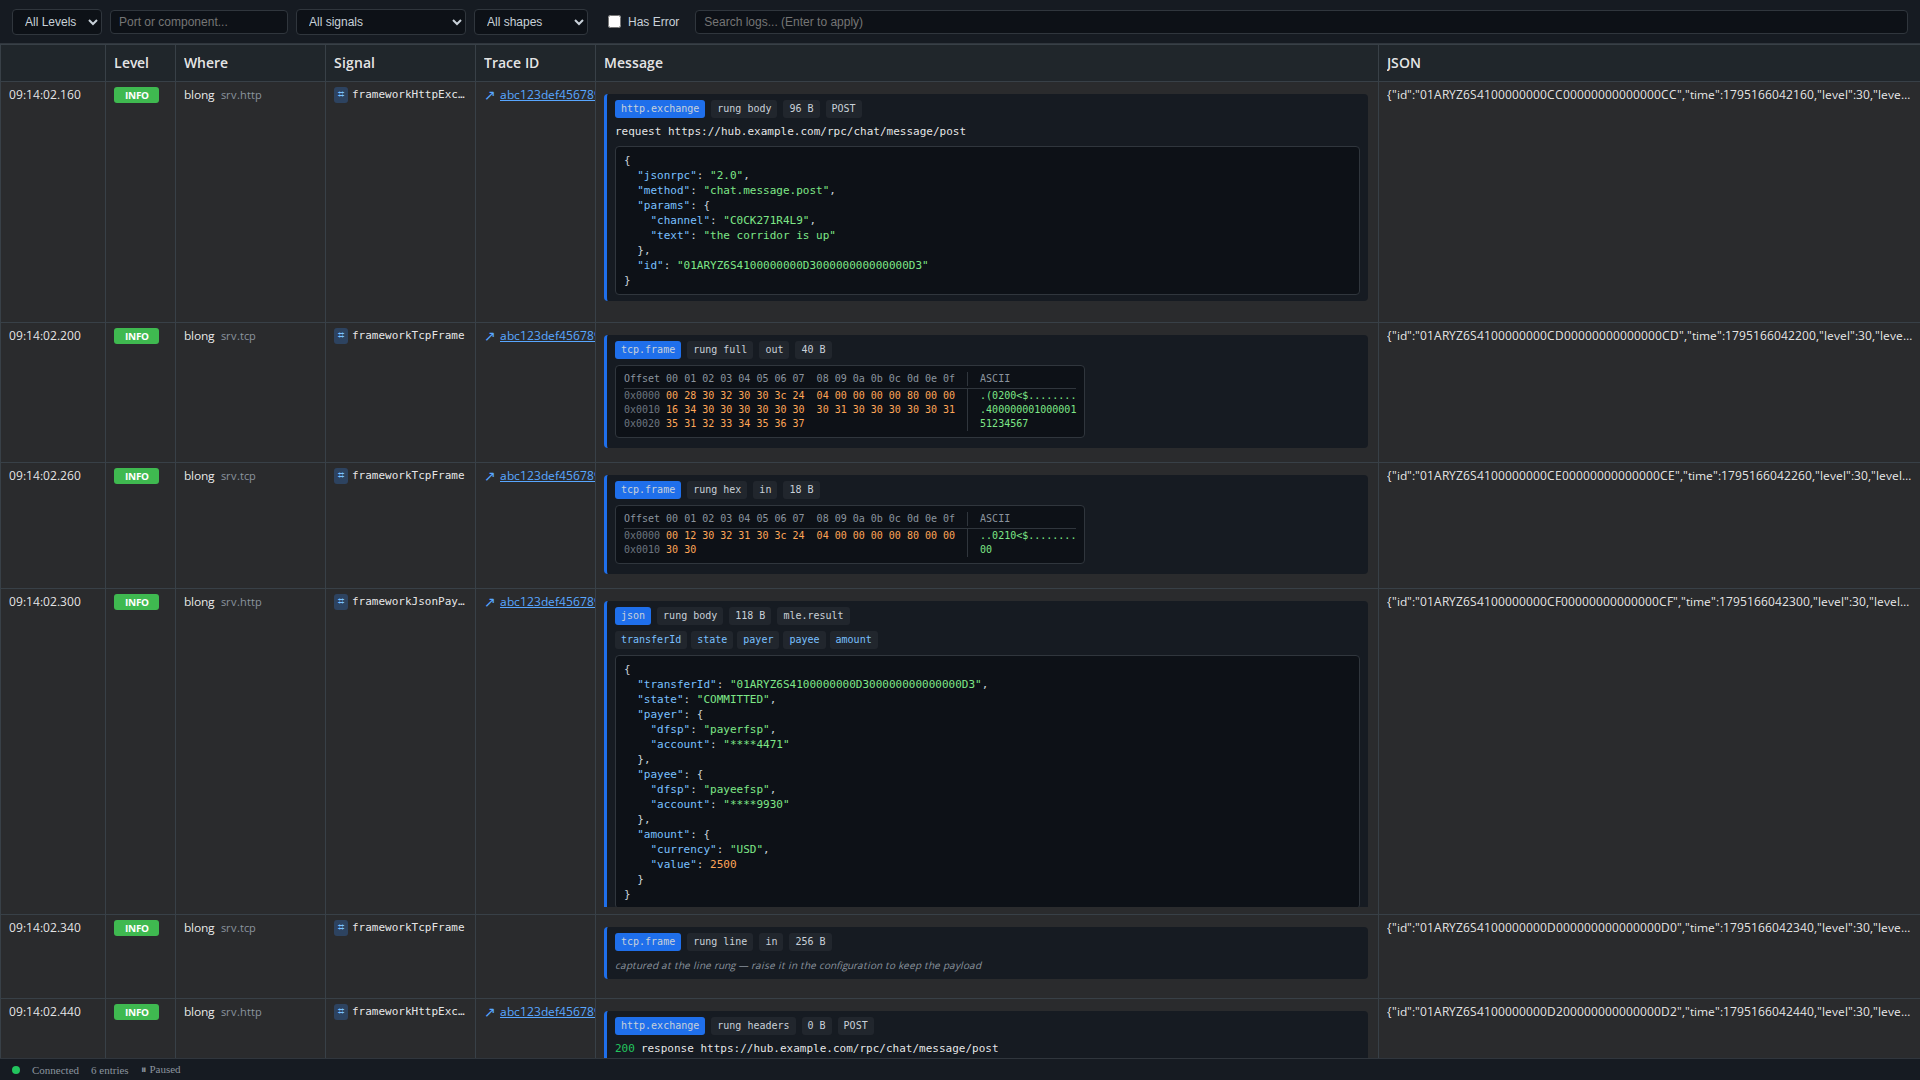 All Levels Port or component... All signals All shapes Has Error Search logs... (Enter to apply)
Level Where Signal Trace ID Message JSON
09:14:02.160 INFO blong srv.http # frameworkHttpExc... ↗ abc123def45678 {"id":"01ARYZ6S4100000000CC00000000000000CC","time":1795166042160,"level":30,"leve...
http.exchange rung body 96 B POST
request https://hub.example.com/rpc/chat/message/post
{
"jsonrpc": "2.0",
"method": "chat.message.post",
"params": {
"channel": "C0CK271R4L9",
"text": "the corridor is up"
},
"id": "01ARYZ6S4100000000D300000000000000D3"
}
09:14:02.200 INFO blong srv.tcp # frameworkTcpFrame ↗ abc123def45678 {"id":"01ARYZ6S4100000000CD00000000000000CD","time":1795166042200,"level":30,"leve...
tcp.frame rung full out 40 B
Offset 00 01 02 03 04 05 06 07 08 09 0a 0b 0c 0d 0e 0f ASCII
0x0000 00 28 30 32 30 30 3c 24 04 00 00 00 00 80 00 00 .(0200<$........
0x0010 16 34 30 30 30 30 30 30 30 31 30 30 30 30 30 31 .400000001000001
0x0020 35 31 32 33 34 35 36 37 51234567
09:14:02.260 INFO blong srv.tcp # frameworkTcpFrame ↗ abc123def45678 {"id":"01ARYZ6S4100000000CE00000000000000CE","time":1795166042260,"level":30,"level...
tcp.frame rung hex in 18 B
Offset 00 01 02 03 04 05 06 07 08 09 0a 0b 0c 0d 0e 0f ASCII
0x0000 00 12 30 32 31 30 3c 24 04 00 00 00 00 80 00 00 ..0210<$........
0x0010 30 30 00
09:14:02.300 INFO blong srv.http # frameworkJsonPay... ↗ abc123def45678 {"id":"01ARYZ6S4100000000CF00000000000000CF","time":1795166042300,"level":30,"level...
json rung body 118 B mle.result
transferId state payer payee amount
{
"transferId": "01ARYZ6S4100000000D300000000000000D3",
"state": "COMMITTED",
"payer": {
"dfsp": "payerfsp",
"account": "****4471"
},
"payee": {
"dfsp": "payeefsp",
"account": "****9930"
},
"amount": {
"currency": "USD",
"value": 2500
}
}
09:14:02.340 INFO blong srv.tcp # frameworkTcpFrame {"id":"01ARYZ6S4100000000D000000000000000D0","time":1795166042340,"level":30,"leve...
tcp.frame rung line in 256 B
captured at the line rung — raise it in the configuration to keep the payload
09:14:02.440 INFO blong srv.http # frameworkHttpExc... ↗ abc123def45678 {"id":"01ARYZ6S4100000000D200000000000000D2","time":1795166042440,"level":30,"leve...
http.exchange rung headers 0 B POST
200 response https://hub.example.com/rpc/chat/message/post
Connected 6 entries ⏸ Paused